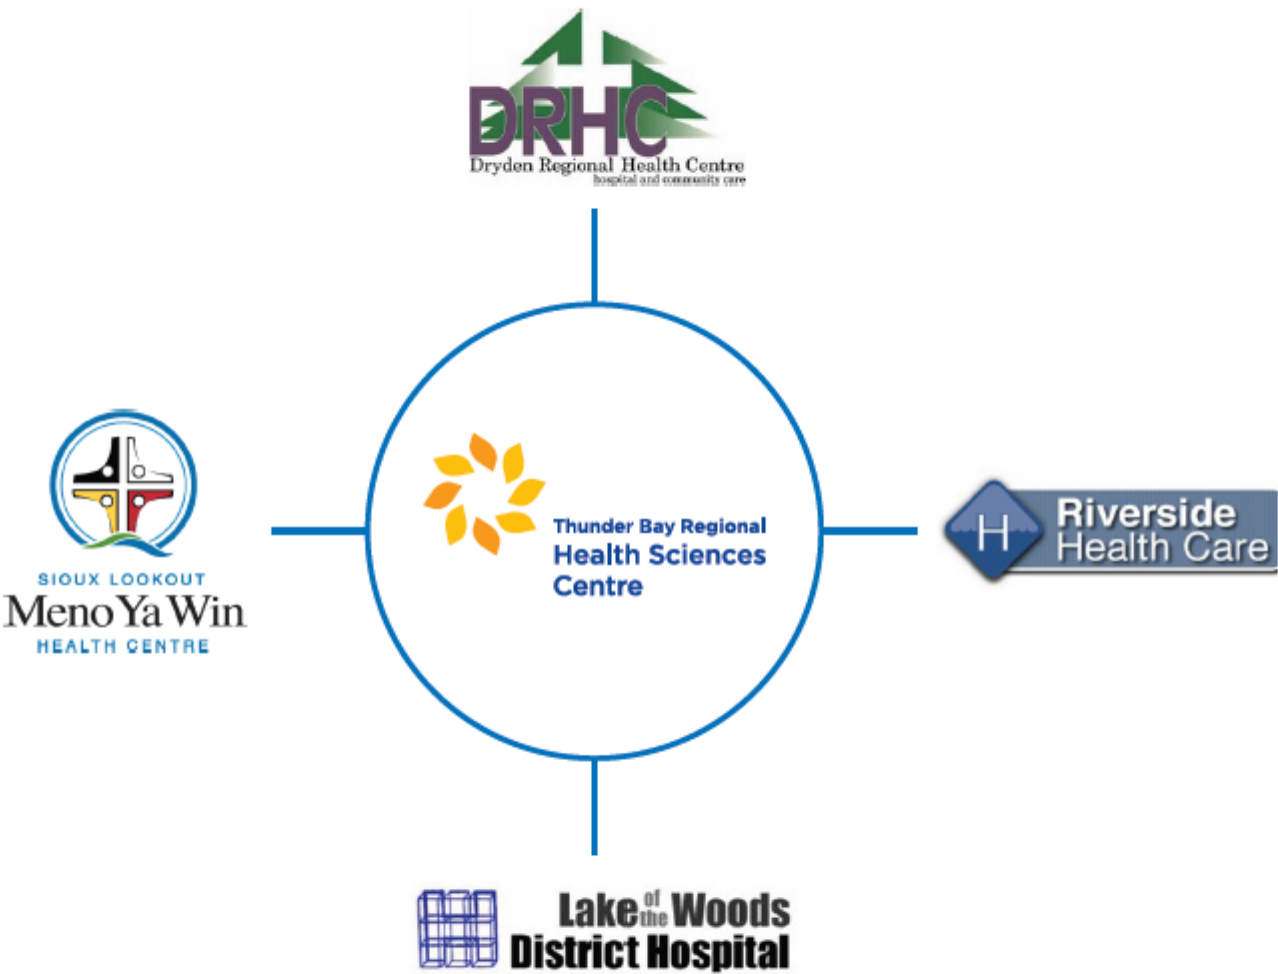 DRHC
Dryden Regional Health Centre
hospital and community care
SIOUX LOOKOUT
Meno Ya Win
HEALTH CENTRE
Thunder Bay Regional
Health Sciences
Centre
H
Riverside
Health Care
Lake of the Woods
District Hospital